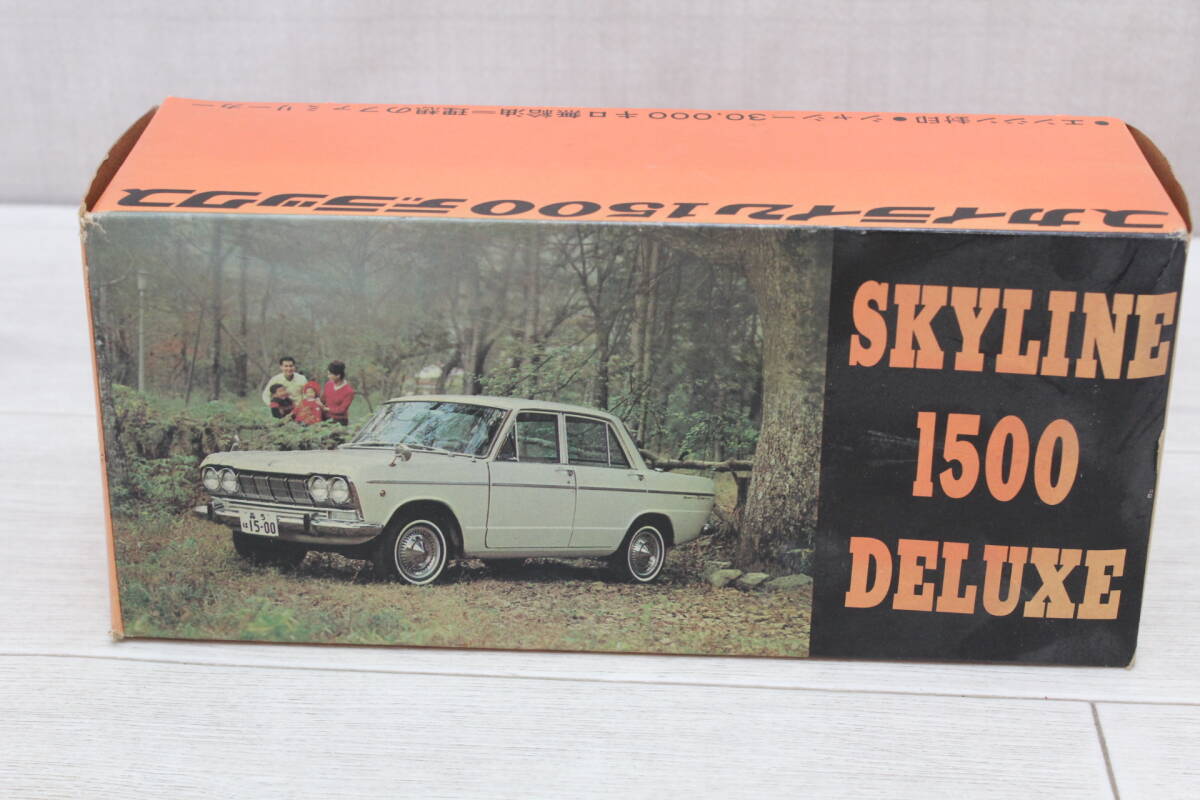 ●エンジン封印●シャシー30,000キロ無給油=理想のファミリーカー
スカイライン1500デラックス
SKYLINE
1500
DELUXE
15-00